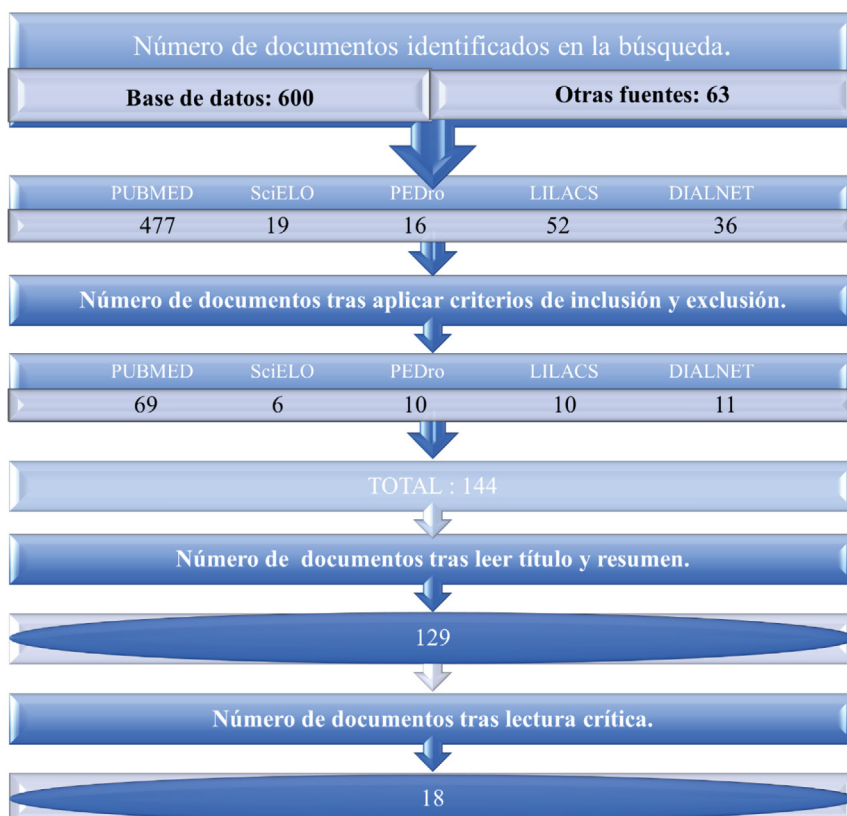 Número de documentos identificados en la búsqueda.
Base de datos: 600 Otras fuentes: 63
PUBMED SciELO PEDro LILACS DIALNET
477 19 16 52 36
Número de documentos tras aplicar criterios de inclusión y exclusión.
PUBMED SciELO PEDro LILACS DIALNET
69 6 10 10 11
TOTAL : 144
Número de documentos tras leer título y resumen.
129
Número de documentos tras lectura crítica.
18